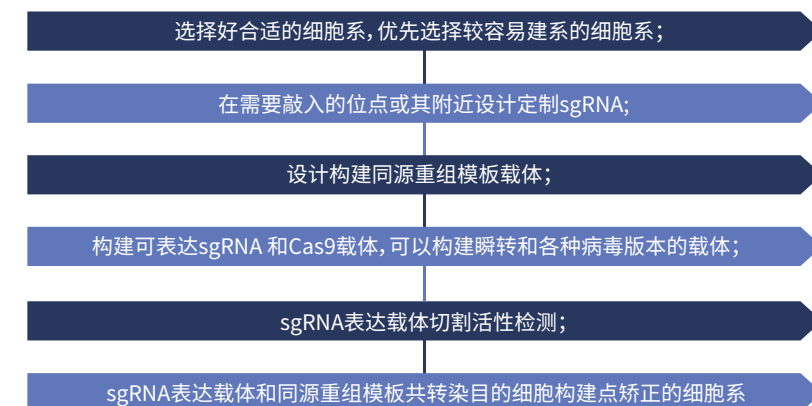 选择好合适的细胞系，优先选择较容易建系的细胞系；
在需要敲入的位点或其附近设计定制sgRNA;
设计构建同源重组模板载体；
构建可表达sgRNA 和Cas9载体，可以构建瞬转和各种病毒版本的载体；
sgRNA表达载体切割活性检测；
sgRNA表达载体和同源重组模板共转染目的细胞构建点矫正的细胞系